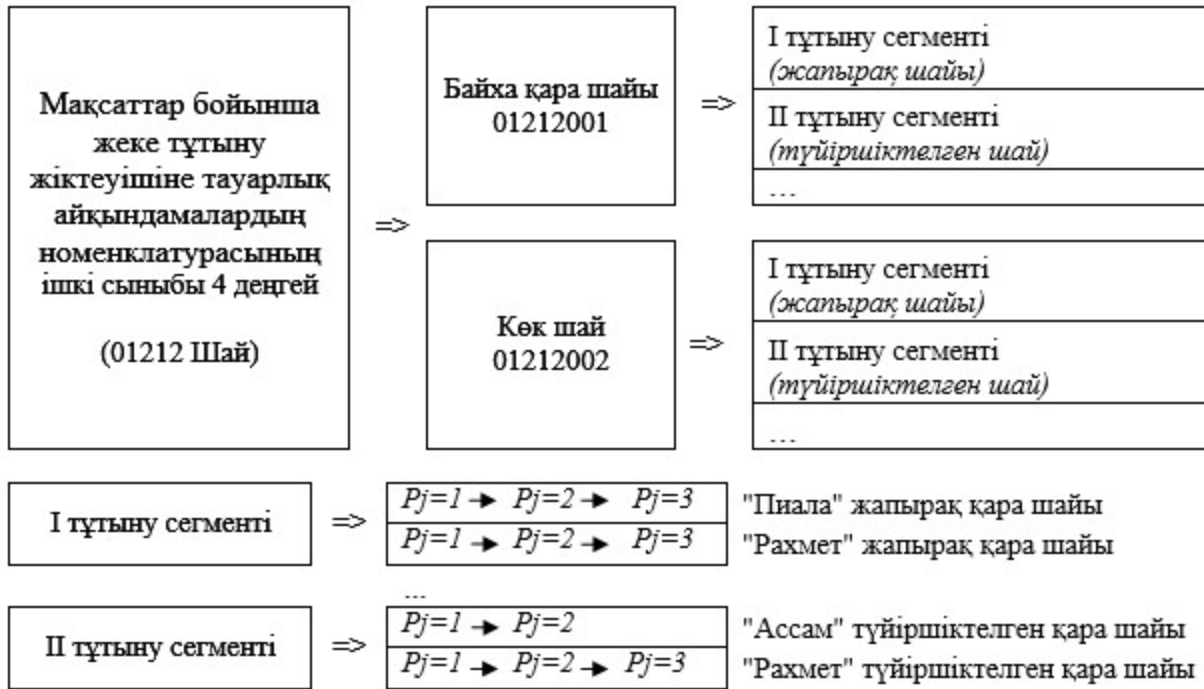 Мақсаттар бойынша
жеке тұтыну
жіктеуішіне тауарлық
айқындамалардың
номенклатурасының
ішкі сыныбы 4 деңгей
(01212 Шай)
=>
Байха қара шайы
01212001
=>
I тұтыну сегменті
(жапырақ шайы)
II тұтыну сегменті
(түйіршіктелген шай)
...
Көк шай
01212002
=>
I тұтыну сегменті
(жапырақ шайы)
II тұтыну сегменті
(түйіршіктелген шай)
...
I тұтыну сегменті
=>
Pj=1 → Pj=2 → Pj=3 "Пиала" жапырақ қара шайы
Pj=1 → Pj=2 → Pj=3 "Рахмет" жапырақ қара шайы
...
II тұтыну сегменті
=>
Pj=1 → Pj=2 "Ассам" түйіршіктелген қара шайы
Pj=1 → Pj=2 → Pj=3 "Рахмет" түйіршіктелген қара шайы